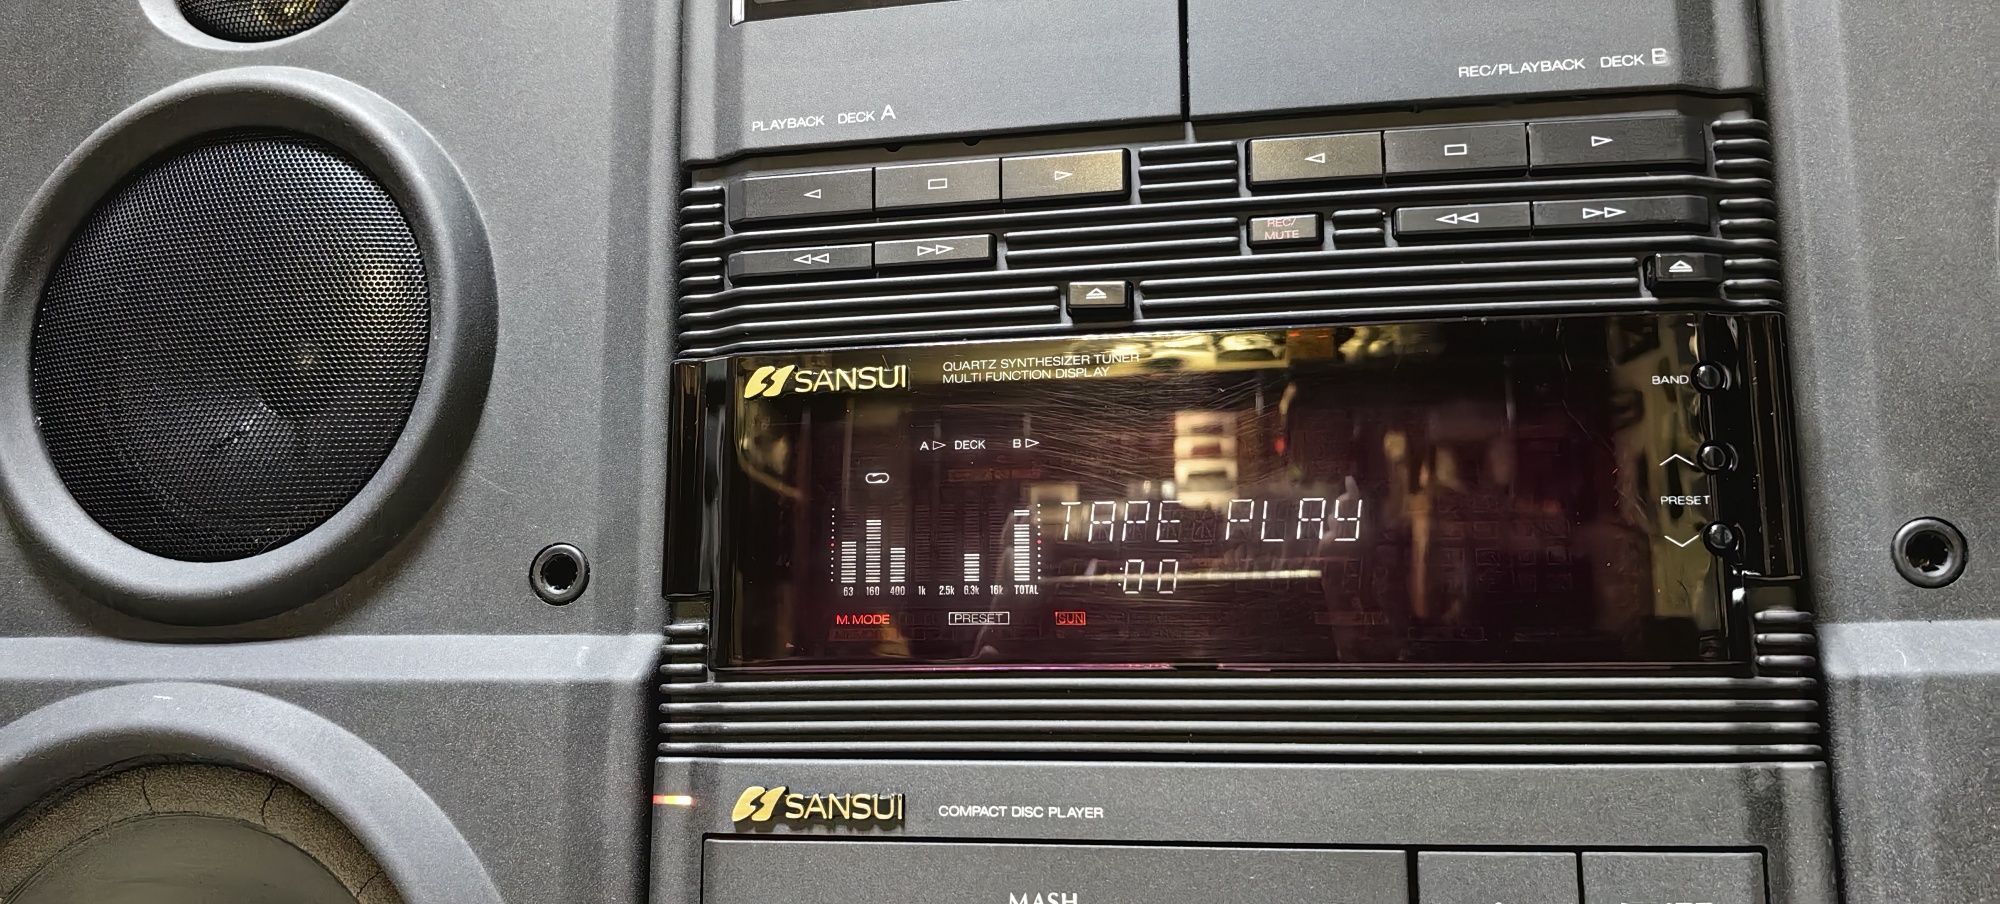 REC/PLAYBACK DECK B
PLAYBACK DECK A
REC/
MUTE
SANSUI
QUARTZ SYNTHESIZER TUNER
MULTI FUNCTION DISPLAY
BAND
A DECK B
TAPE PLAY
PRESET
:00
63 160 400 1k 2.5k 6.3k 16k TOTAL
M.MODE PRESET SUN
SANSUI
COMPACT DISC PLAYER
MASH